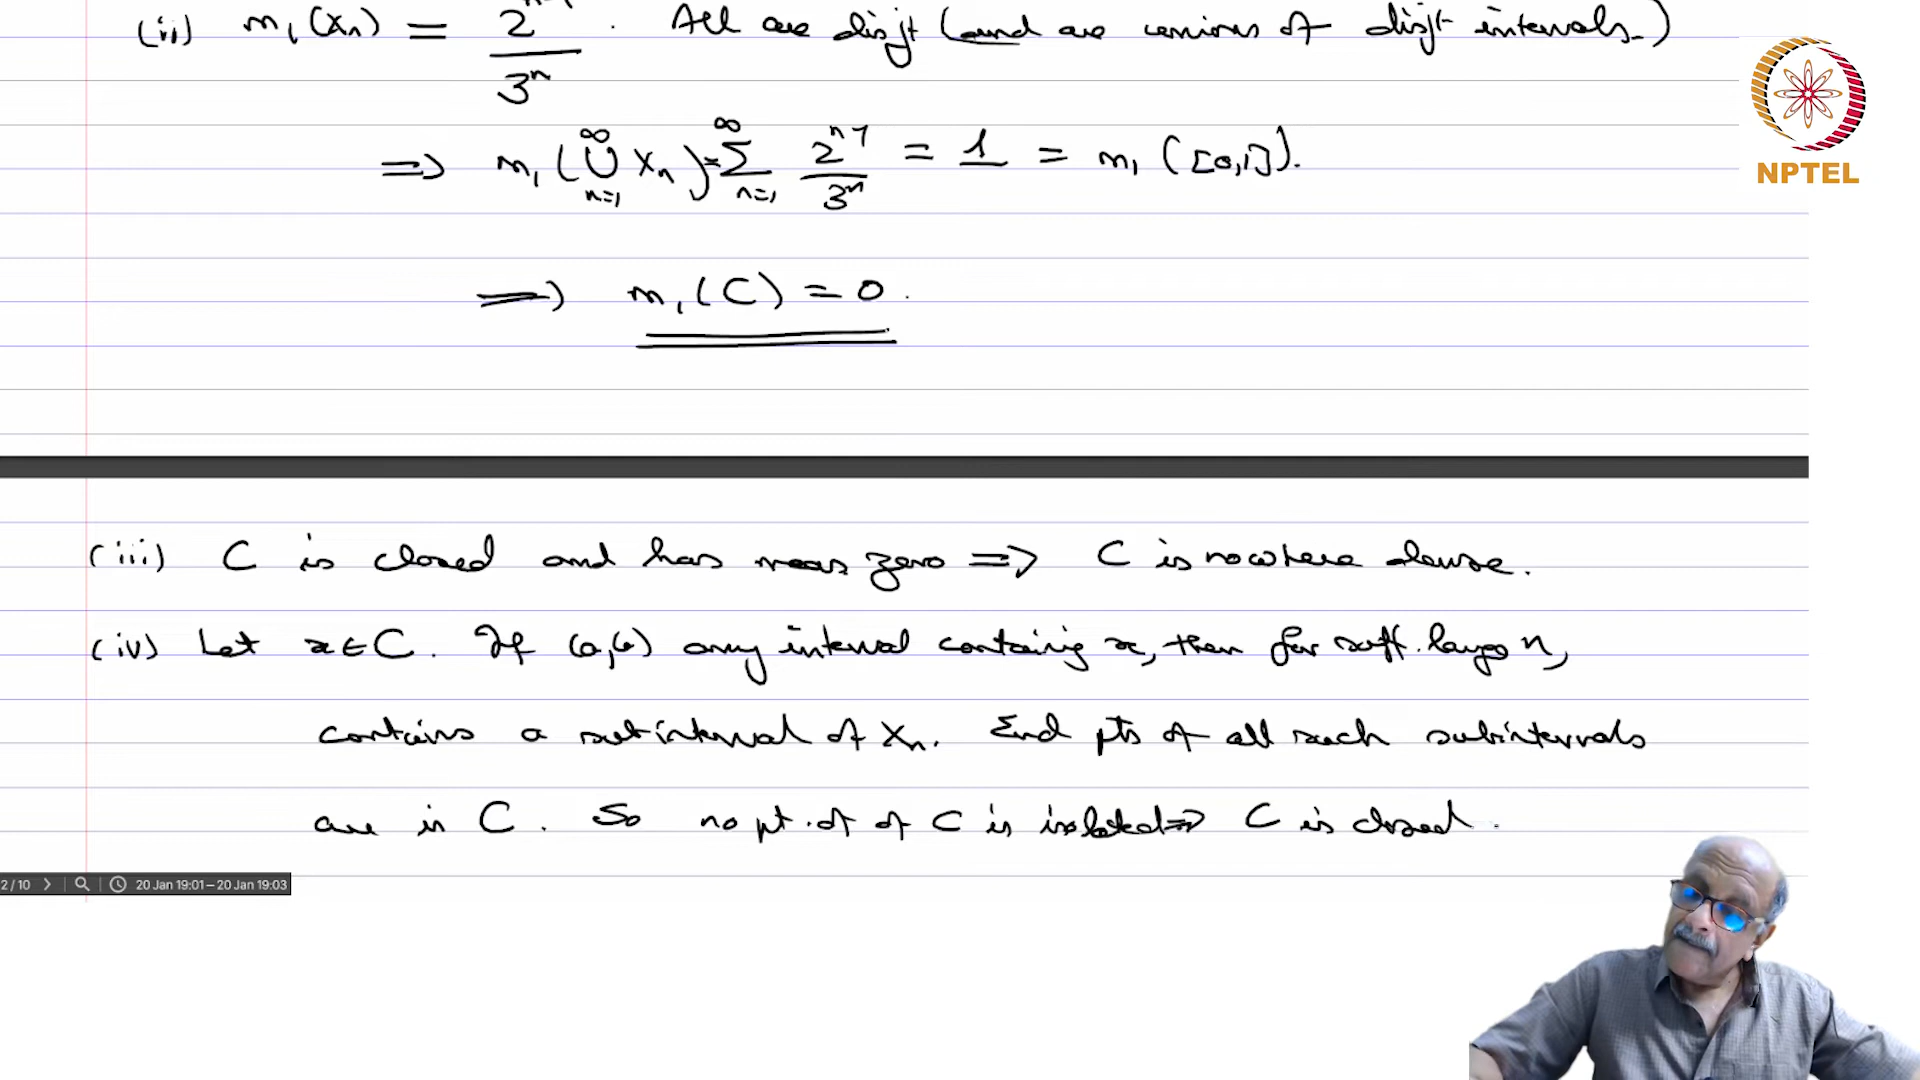 (ii) m₁(Xₙ) = 2ⁿ⁻¹/3ⁿ . All are disjt (and are unions of disjt intervals.)
NPTEL
=> m₁(∪_{n=1}^∞ Xₙ) = Σ_{n=1}^∞ 2ⁿ⁻¹/3ⁿ = 1 = m₁([0,1]).
=> m₁(C) = 0.
(iii) C is closed and has meas zero => C is nowhere dense.
(iv) Let x ∈ C. If (a,b) any interval containing x, then for suff. large n,
contains a subinterval of Xₙ. End pts of all such subintervals
are in C. So no pt. of of C is isolated => C is closed.
2/10 20 Jan 19:01 – 20 Jan 19:03